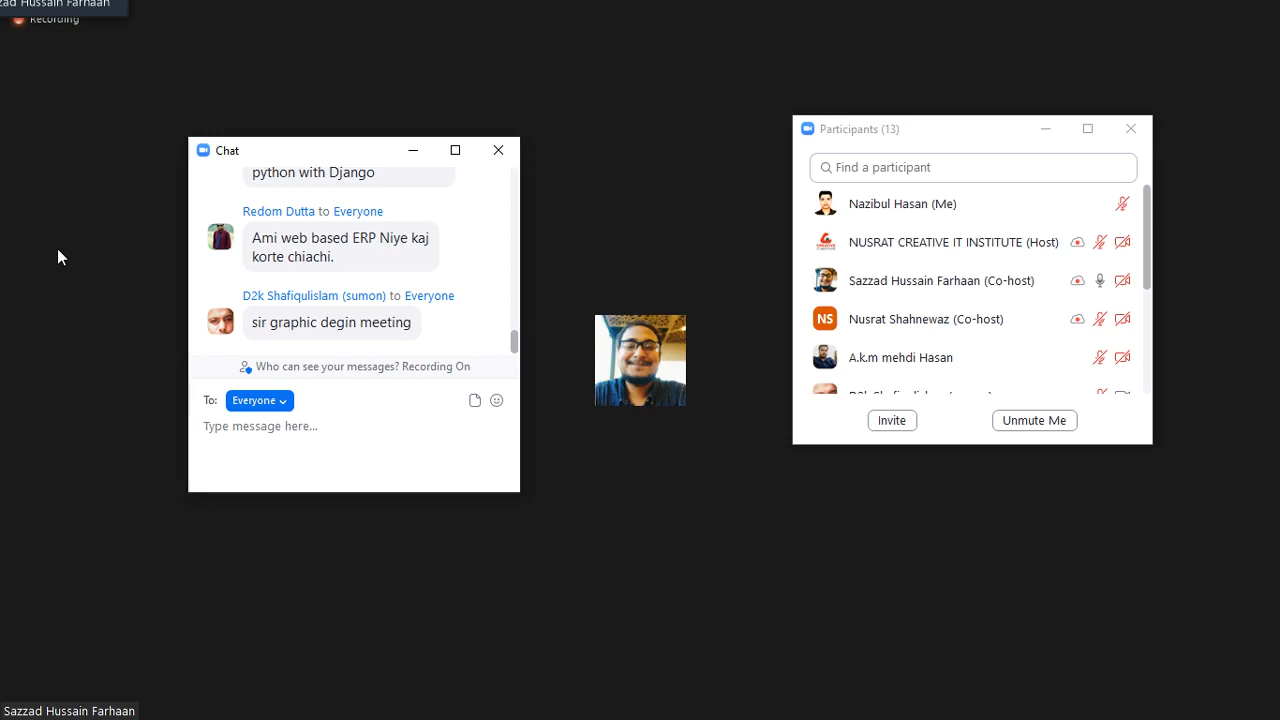 zad Hussain Farhaan
Recording
Chat
python with Django
Redom Dutta to Everyone
Ami web based ERP Niye kaj
korte chiachi.
D2k Shafiqulislam (sumon) to Everyone
sir graphic degin meeting
Who can see your messages? Recording On
To: Everyone
Type message here...
Participants (13)
Find a participant
Nazibul Hasan (Me)
NUSRAT CREATIVE IT INSTITUTE (Host)
Sazzad Hussain Farhaan (Co-host)
NS Nusrat Shahnewaz (Co-host)
A.k.m mehdi Hasan
Invite
Unmute Me
Sazzad Hussain Farhaan